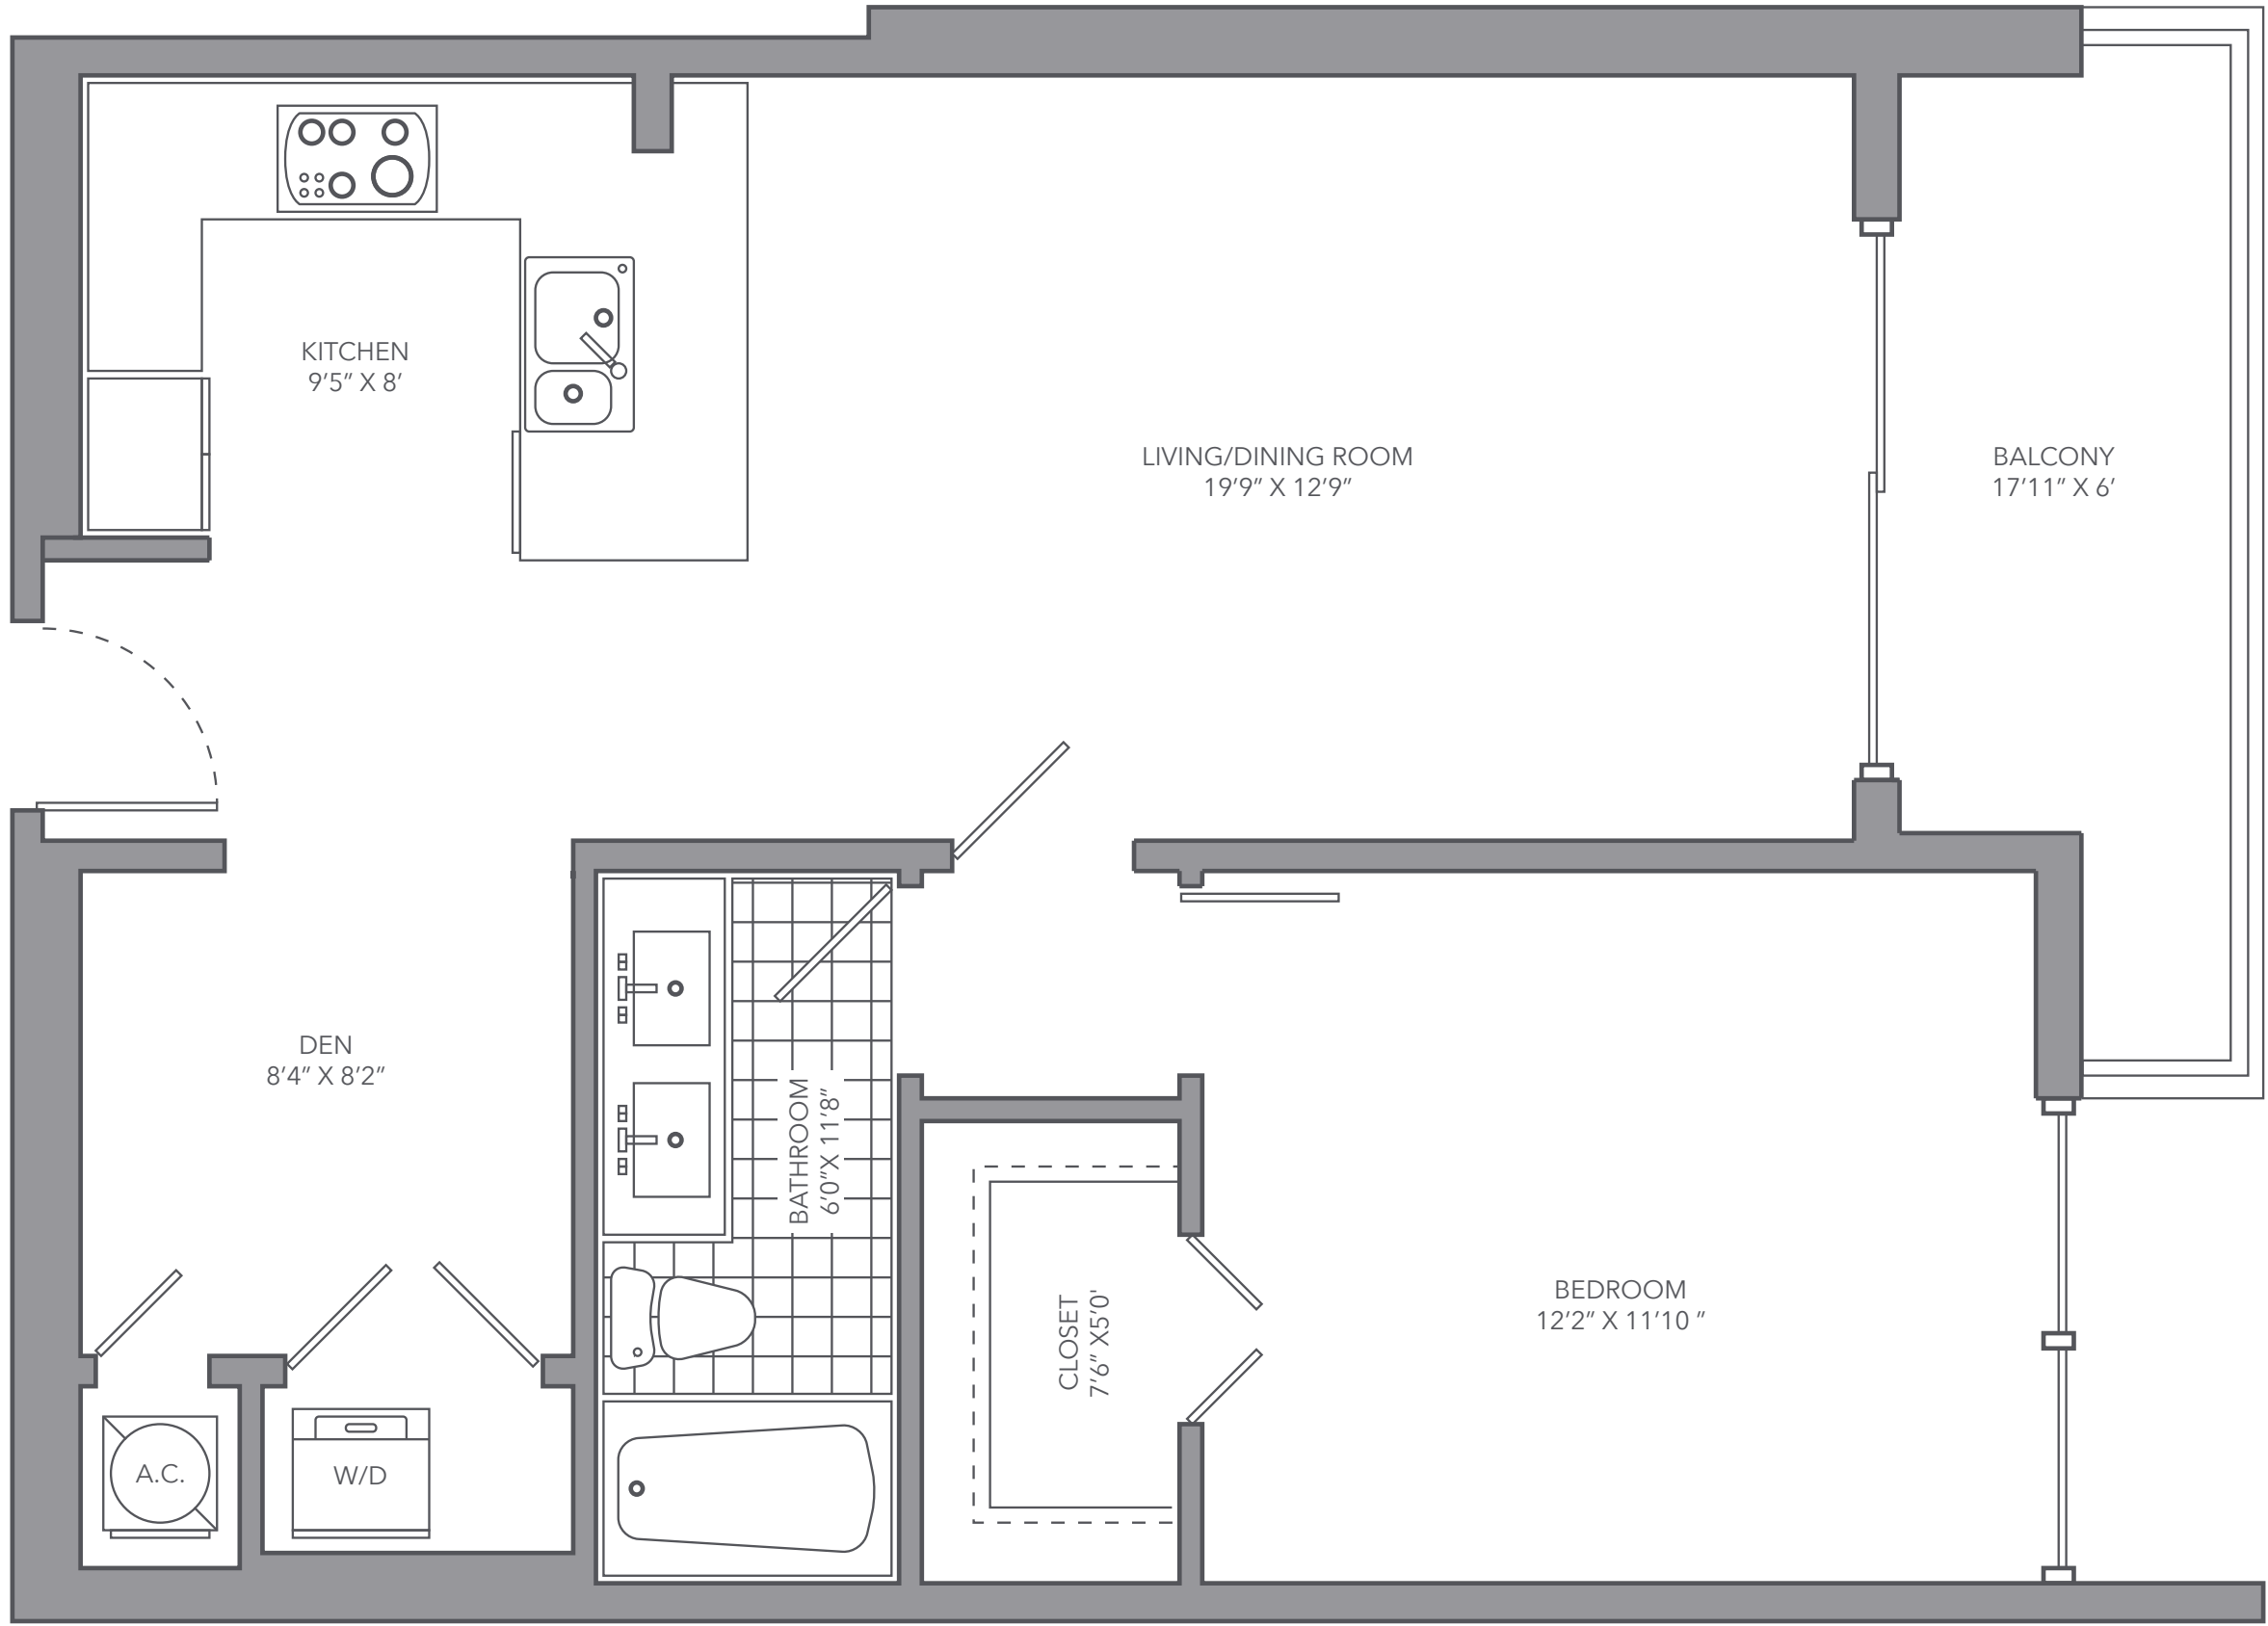 KITCHEN
9’5” X 8’
LIVING/DINING ROOM
19’9” X 12’9”
BALCONY
17’11” X 6’
DEN
8’4” X 8’2”
BATHROOM
6’0”X 11’8”
CLOSET
7’6” X5’0'
BEDROOM
12’2” X 11’10 ”
A.C.
W/D